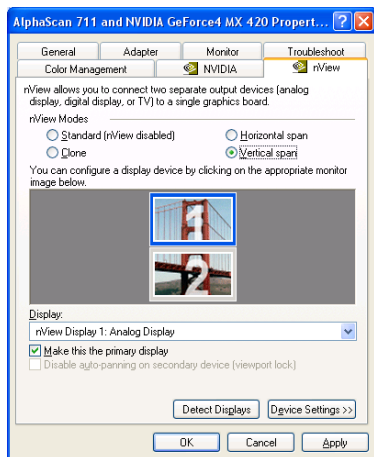 AlphaScan 711 and NVIDIA GeForce4 MX 420 Propert...
General Adapter Monitor Troubleshoot
Color Management NVIDIA nView
nView allows you to connect two separate output devices (analog
display, digital display, or TV) to a single graphics board.
nView Modes
Standard (nView disabled) Horizontal span
Clone Vertical span
You can configure a display device by clicking on the appropriate monitor
image below.
1
2
Display:
nView Display 1: Analog Display
Make this the primary display
Disable auto-panning on secondary device (viewport lock)
Detect Displays Device Settings >>
OK Cancel Apply